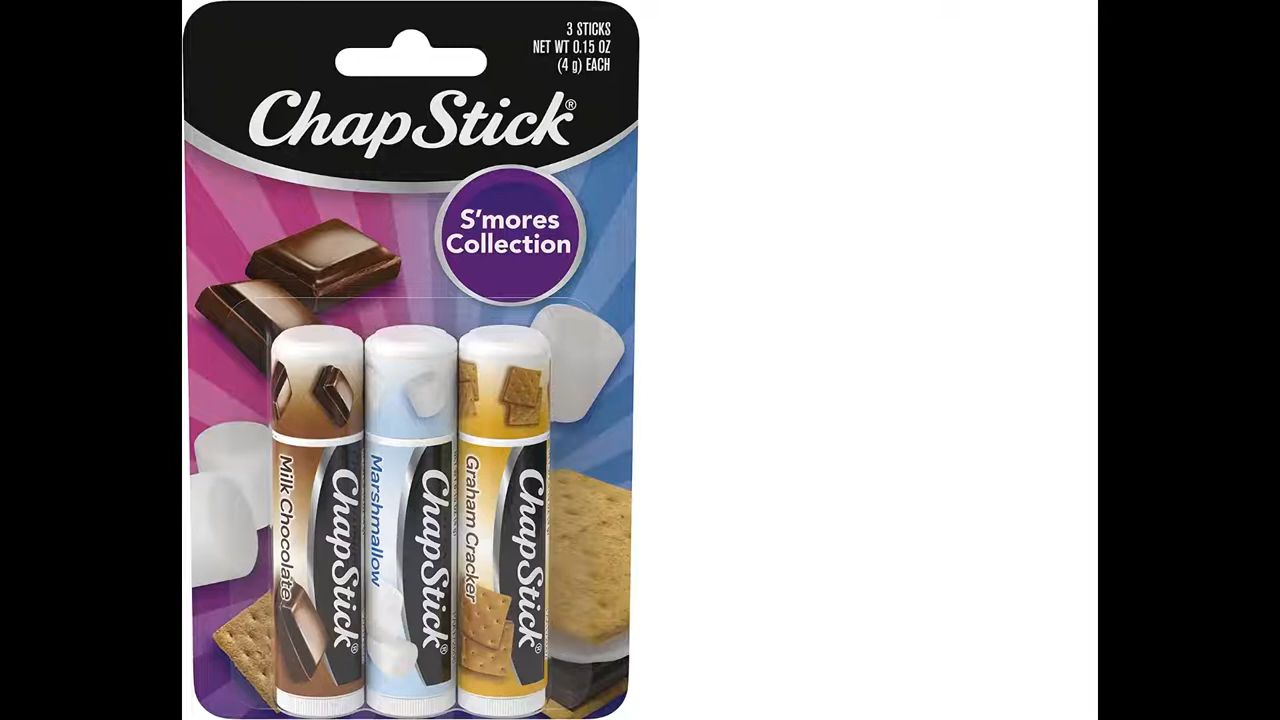 3 STICKS
NET WT 0.15 OZ
(4 g) EACH
ChapStick®
S'mores
Collection
Milk Chocolate
ChapStick®
Marshmallow
ChapStick®
Graham Cracker
ChapStick®